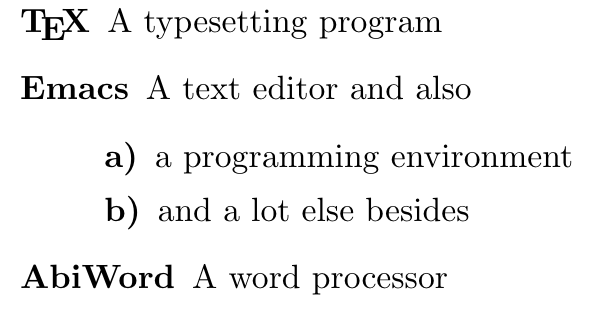 TEX A typesetting program
Emacs A text editor and also
a) a programming environment
b) and a lot else besides
AbiWord A word processor